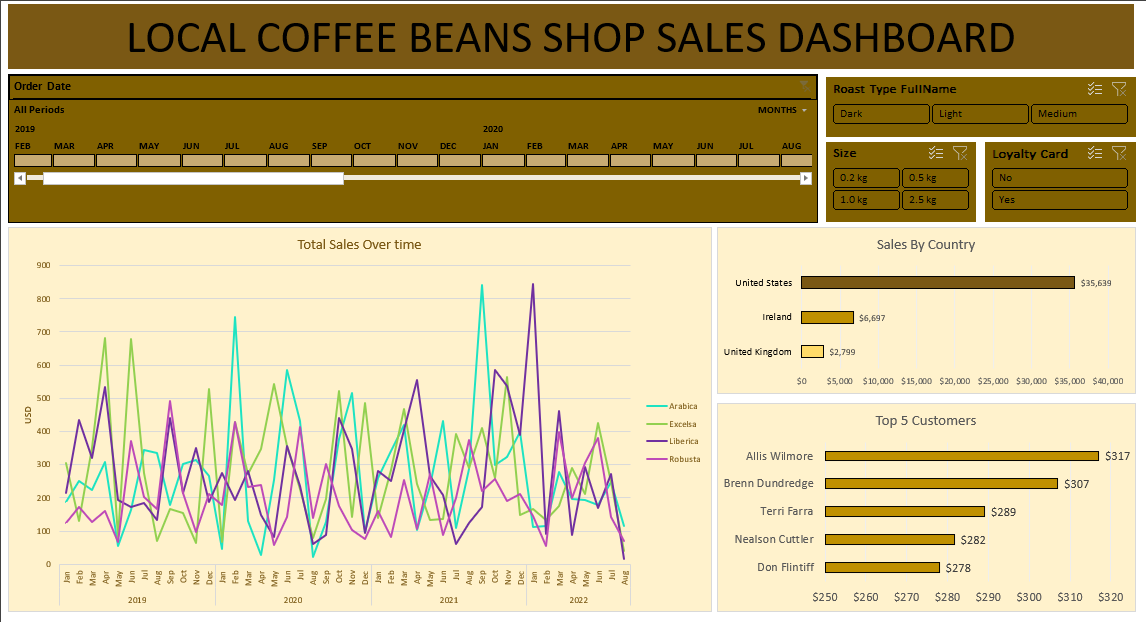 LOCAL COFFEE BEANS SHOP SALES DASHBOARD
Order Date
All Periods MONTHS
2019 2020
FEB MAR APR MAY JUN JUL AUG SEP OCT NOV DEC JAN FEB MAR APR MAY JUN JUL AUG
Roast Type FullName
Dark Light Medium
Size
0.2 kg 0.5 kg
1.0 kg 2.5 kg
Loyalty Card
No
Yes
Total Sales Over time
900
800
700
600
500
400
300
200
100
0
USD
Jan Feb Mar Apr May Jun Jul Aug Sep Oct Nov Dec Jan Feb Mar Apr May Jun Jul Aug Sep Oct Nov Dec Jan Feb Mar Apr May Jun Jul Aug Sep Oct Nov Dec Jan Feb Mar Apr May Jun Jul Aug
2019 2020 2021 2022
Arabica
Excelsa
Liberica
Robusta
Sales By Country
United States $35,639
Ireland $6,697
United Kingdom $2,799
$0 $5,000 $10,000 $15,000 $20,000 $25,000 $30,000 $35,000 $40,000
Top 5 Customers
Allis Wilmore $317
Brenn Dundredge $307
Terri Farra $289
Nealson Cuttler $282
Don Flintiff $278
$250 $260 $270 $280 $290 $300 $310 $320